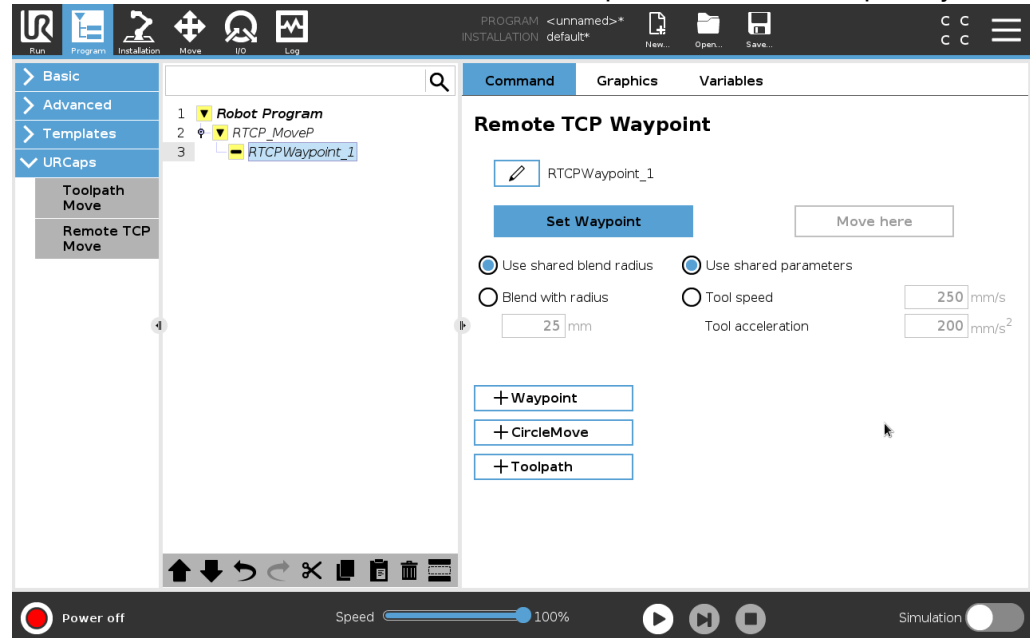 PROGRAM <unnamed>*
INSTALLATION default*
UR
Run
Program
Installation
Move
I/O
Log
New...
Open...
Save...
C C
C C
Basic
Advanced
Templates
URCaps
Toolpath
Move
Remote TCP
Move
1 Robot Program
2 RTCP_MoveP
3 RTCPWaypoint_1
Command Graphics Variables
Remote TCP Waypoint
RTCPWaypoint_1
Set Waypoint Move here
Use shared blend radius Use shared parameters
Blend with radius Tool speed 250 mm/s
25 mm Tool acceleration 200 mm/s²
+ Waypoint
+ CircleMove
+ Toolpath
Power off Speed 100% Simulation